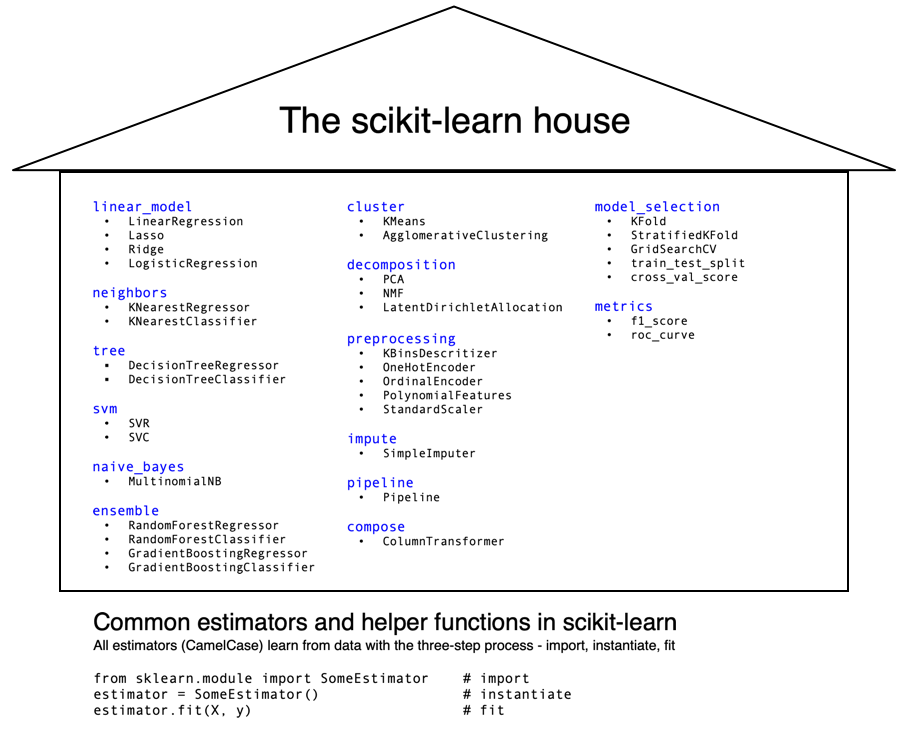 The scikit-learn house
linear_model
• LinearRegression
• Lasso
• Ridge
• LogisticRegression
neighbors
• KNearestRegressor
• KNearestClassifier
tree
• DecisionTreeRegressor
• DecisionTreeClassifier
svm
• SVR
• SVC
naive_bayes
• MultinomialNB
ensemble
• RandomForestRegressor
• RandomForestClassifier
• GradientBoostingRegressor
• GradientBoostingClassifier
cluster
• KMeans
• AgglomerativeClustering
decomposition
• PCA
• NMF
• LatentDirichletAllocation
preprocessing
• KBinsDescritizer
• OneHotEncoder
• OrdinalEncoder
• PolynomialFeatures
• StandardScaler
impute
• SimpleImputer
pipeline
• Pipeline
compose
• ColumnTransformer
model_selection
• KFold
• StratifiedKFold
• GridSearchCV
• train_test_split
• cross_val_score
metrics
• f1_score
• roc_curve
Common estimators and helper functions in scikit-learn
All estimators (CamelCase) learn from data with the three-step process - import, instantiate, fit
from sklearn.module import SomeEstimator # import
estimator = SomeEstimator() # instantiate
estimator.fit(X, y) # fit